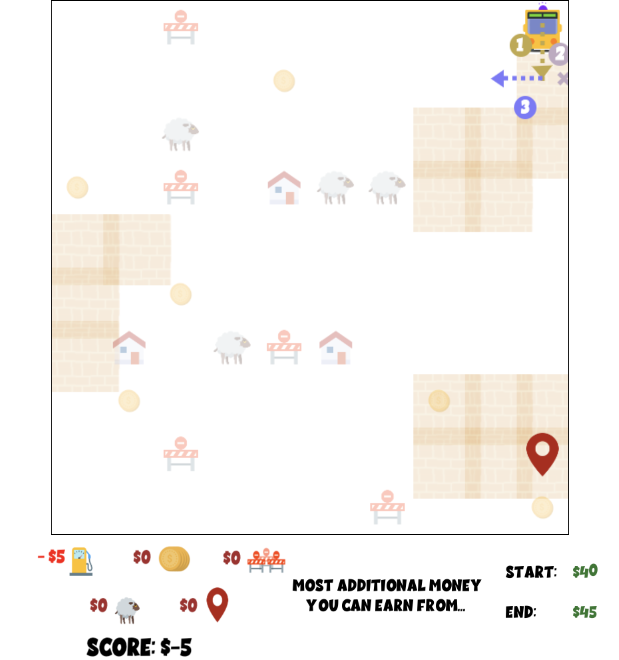 1
2
3
- $5
$0
$0
$0
$0
MOST ADDITIONAL MONEY
YOU CAN EARN FROM...
START: $40
END: $45
SCORE: $-5